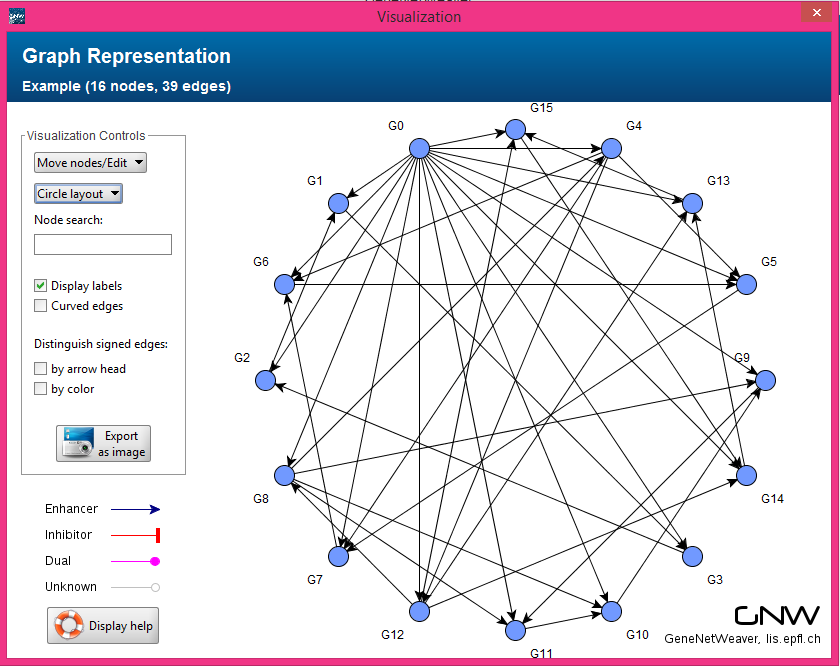 Visualization
Graph Representation
Example (16 nodes, 39 edges)
Visualization Controls
Move nodes/Edit
Circle layout
Node search:
Display labels
Curved edges
Distinguish signed edges:
by arrow head
by color
Export
as image
Enhancer
Inhibitor
Dual
Unknown
Display help
G15
G0
G4
G1
G13
G6
G5
G2
G9
G8
G14
G7
G3
G12
G10
G11
GNW
GeneNetWeaver, lis.epfl.ch